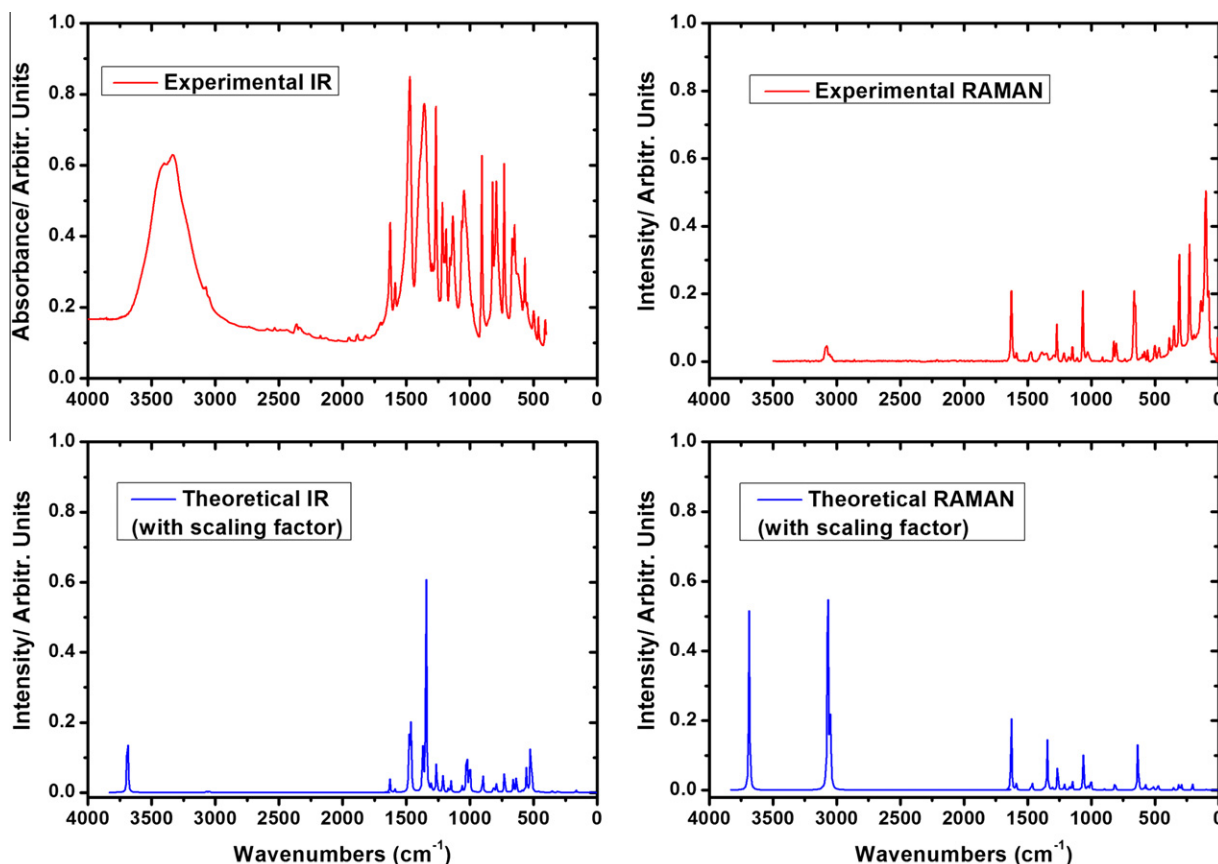 Absorbance/ Arbitr. Units
1.0
0.8
0.6
0.4
0.2
0.0
Experimental IR
4000 3500 3000 2500 2000 1500 1000 500 0
Intensity/ Arbitr. Units
1.0
0.8
0.6
0.4
0.2
0.0
Experimental RAMAN
4000 3500 3000 2500 2000 1500 1000 500 0
Intensity/ Arbitr. Units
1.0
0.8
0.6
0.4
0.2
0.0
Theoretical IR
(with scaling factor)
4000 3500 3000 2500 2000 1500 1000 500 0
Wavenumbers (cm⁻¹)
Intensity/ Arbitr. Units
1.0
0.8
0.6
0.4
0.2
0.0
Theoretical RAMAN
(with scaling factor)
4000 3500 3000 2500 2000 1500 1000 500 0
Wavenumbers (cm⁻¹)